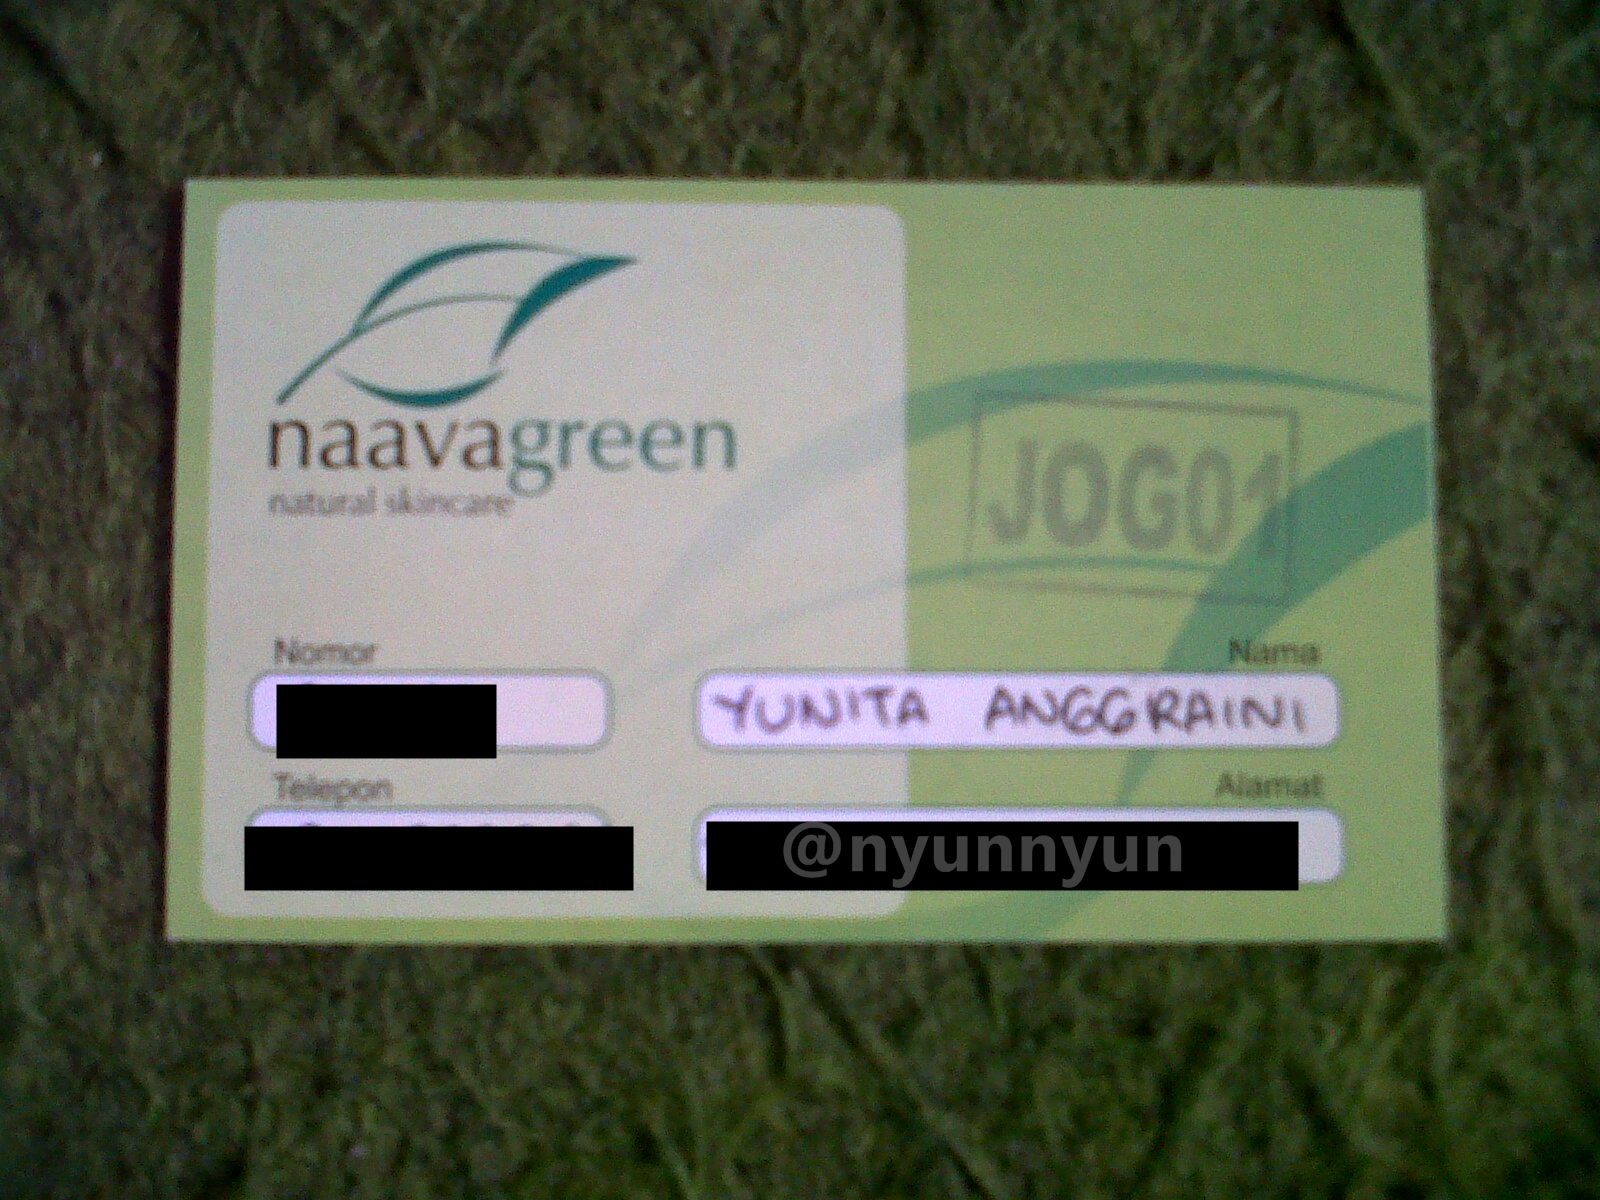 naavagreen
natural skincare
JOG01
Nomor
Nama
YUNITA ANGGRAINI
Telepon
Alamat
@nyunnyun